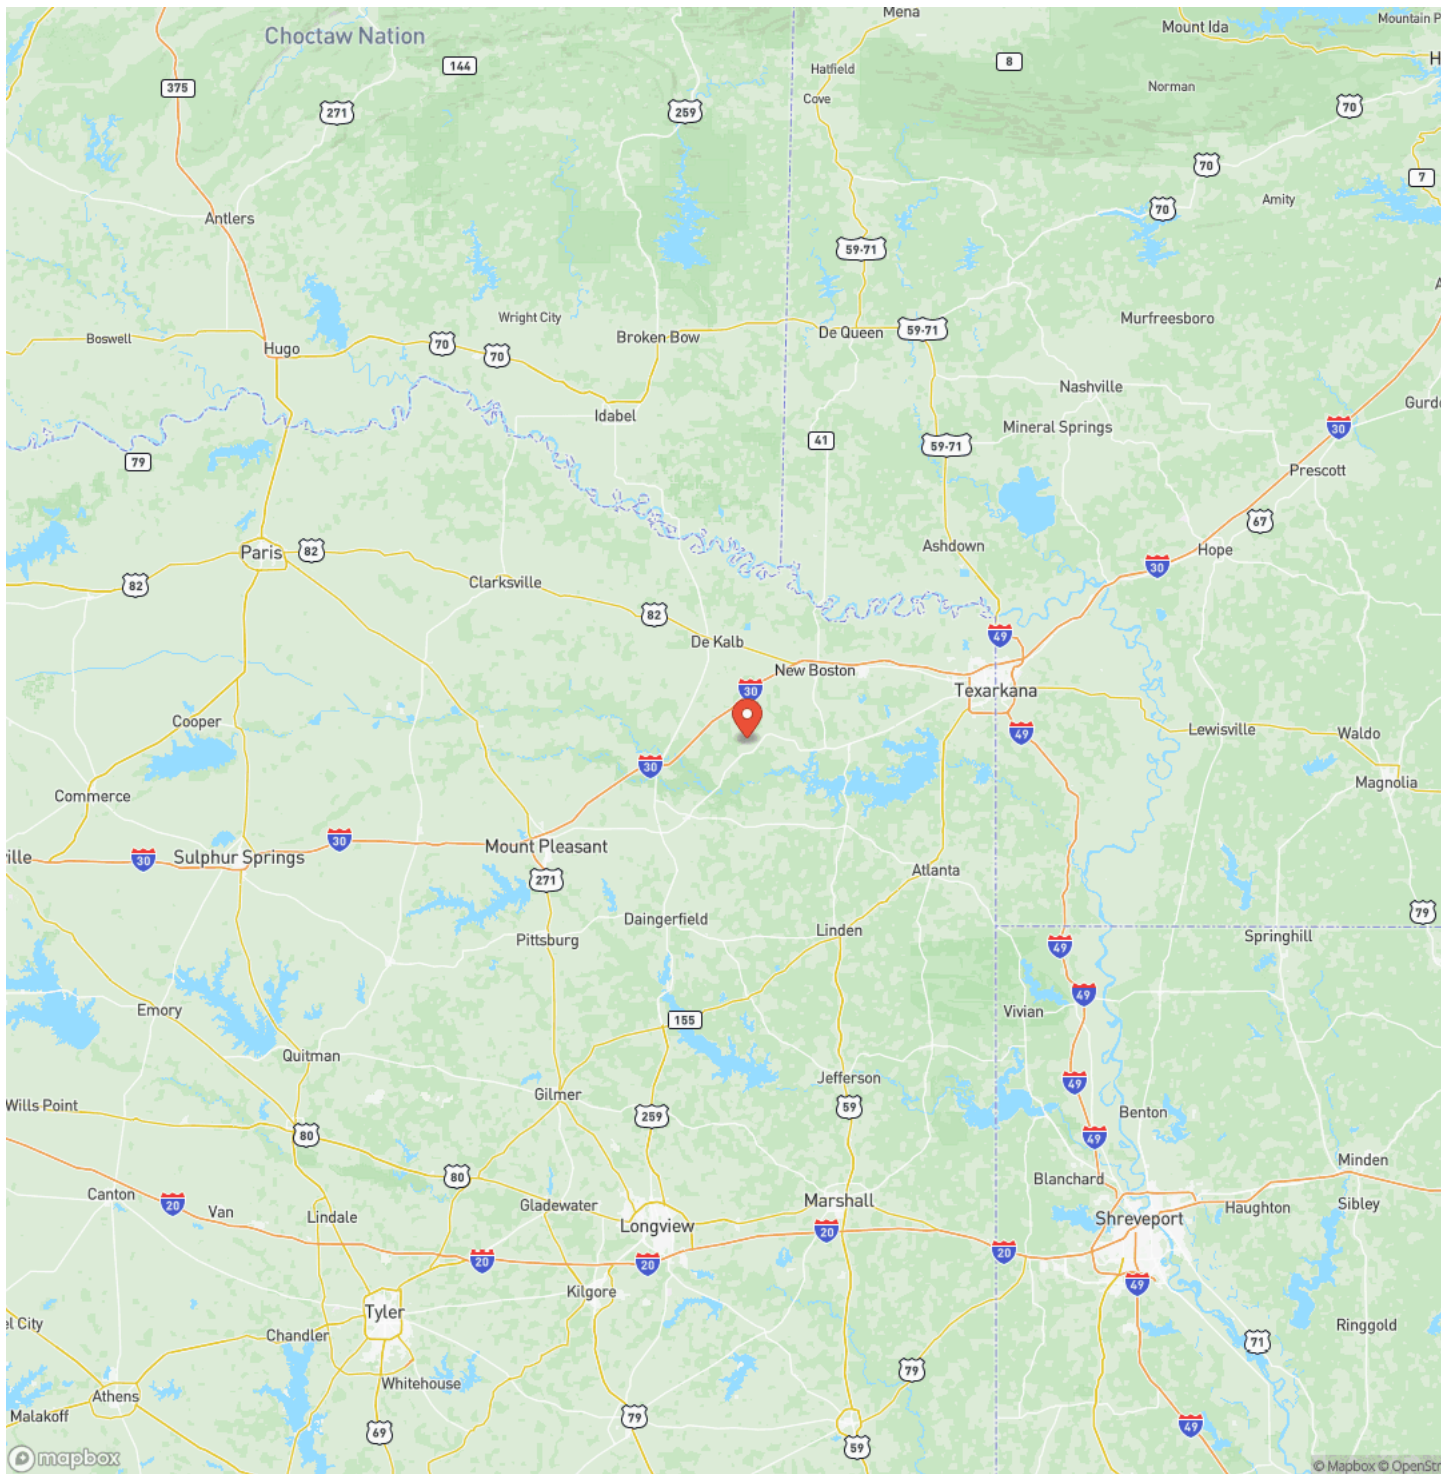 Mena
Mount Ida
Mountain P
Choctaw Nation
144
8
H
375
Hatfield
Norman
271
259
Cove
70
70
7
Antlers
70
Amity
59-71
Wright City
Murfreesboro
A
Boswell
Hugo
70
70
Broken Bow
De Queen
59-71
Nashville
Idabel
Gurdo
41
59-71
Mineral Springs
30
79
Prescott
67
Paris
82
Ashdown
Hope
30
82
Clarksville
82
De Kalb
49
New Boston
30
Texarkana
Cooper
49
Lewisville
Waldo
30
Commerce
Magnolia
30
ville
30
Sulphur Springs
Mount Pleasant
271
Atlanta
79
Daingerfield
Linden
Pittsburg
49
Springhill
Emory
49
Vivian
155
Quitman
Jefferson
49
Gilmer
Wills Point
59
259
Benton
80
49
80
Blanchard
Minden
Canton
20
Van
Lindale
Gladewater
Marshall
Haughton
Sibley
Longview
20
Shreveport
20
20
20
49
Kilgore
Tyler
el City
Chandler
Ringgold
71
79
Whitehouse
Athens
Malakoff
79
69
59
49
mapbox
© Mapbox © OpenStr